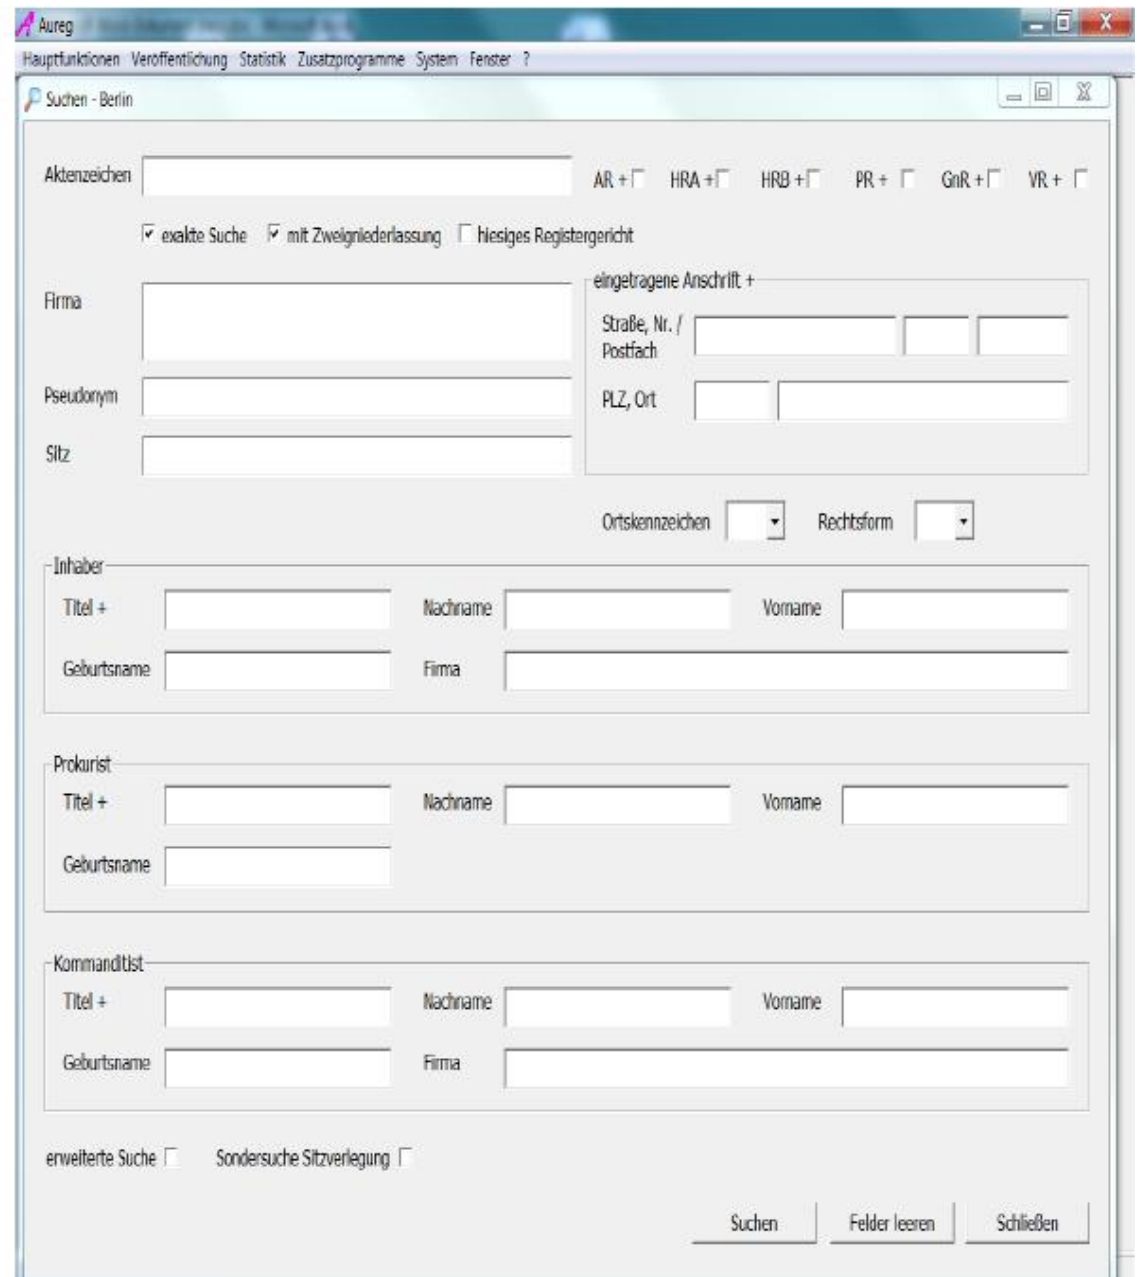 Aureg
Hauptfunktionen Veröffentlichung Statistik Zusatzprogramme System Fenster ?
Suchen - Berlin
Aktenzeichen AR + HRA + HRB + PR + GnR + VR +
exakte Suche mit Zweigniederlassung hiesiges Registergericht
eingetragene Anschrift +
Firma
Straße, Nr. /
Postfach
Pseudonym PLZ, Ort
Sitz
Ortskennzeichen Rechtsform
Inhaber
Titel + Nachname Vorname
Geburtsname Firma
Prokurist
Titel + Nachname Vorname
Geburtsname
Kommanditist
Titel + Nachname Vorname
Geburtsname Firma
erweiterte Suche Sondersuche Sitzverlegung
Suchen Felder leeren Schließen